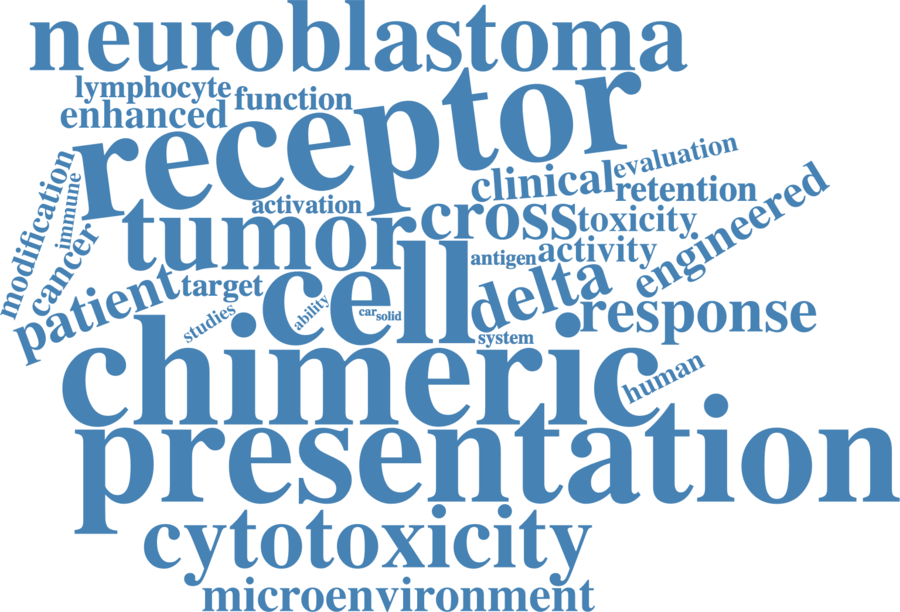 neuroblastoma
lymphocyte
enhanced
function
receptor
modification
immune
cancer
activation
clinical
evaluation
retention
tumor
cross
toxicity
engineered
antigen
activity
patient
target
cell
delta
response
studies
ability
car
solid
system
chimeric
human
presentation
cytotoxicity
microenvironment